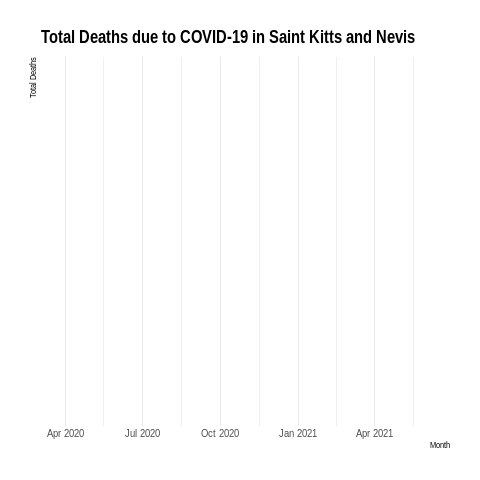 Total Deaths due to COVID-19 in Saint Kitts and Nevis
Total Deaths
Apr 2020 Jul 2020 Oct 2020 Jan 2021 Apr 2021
Month